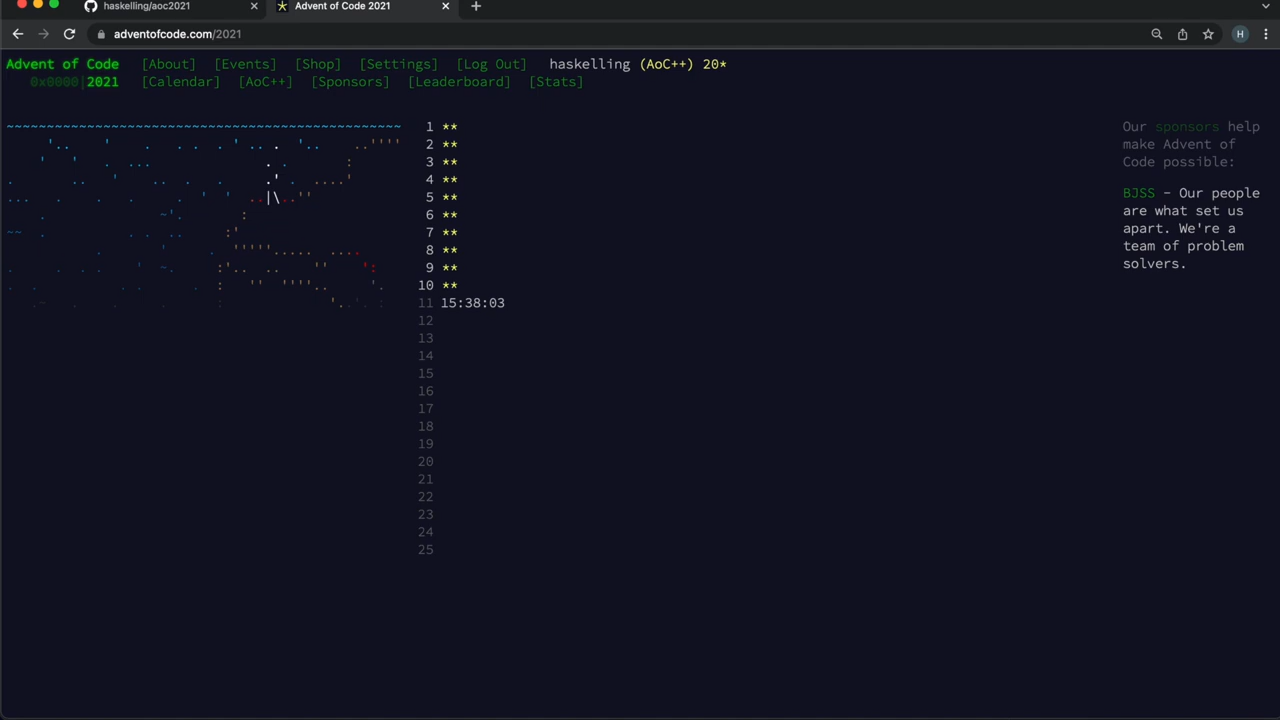 haskelling/aoc2021
Advent of Code 2021
adventofcode.com/2021
H
Advent of Code [About] [Events] [Shop] [Settings] [Log Out] haskelling (AoC++) 20*
0x0000|2021 [Calendar] [AoC++] [Sponsors] [Leaderboard] [Stats]
1 **
2 **
3 **
4 **
5 **
6 **
7 **
8 **
9 **
10 **
11 15:38:03
12
13
14
15
16
17
18
19
20
21
22
23
24
25
Our sponsors help
make Advent of
Code possible:
BJSS - Our people
are what set us
apart. We're a
team of problem
solvers.